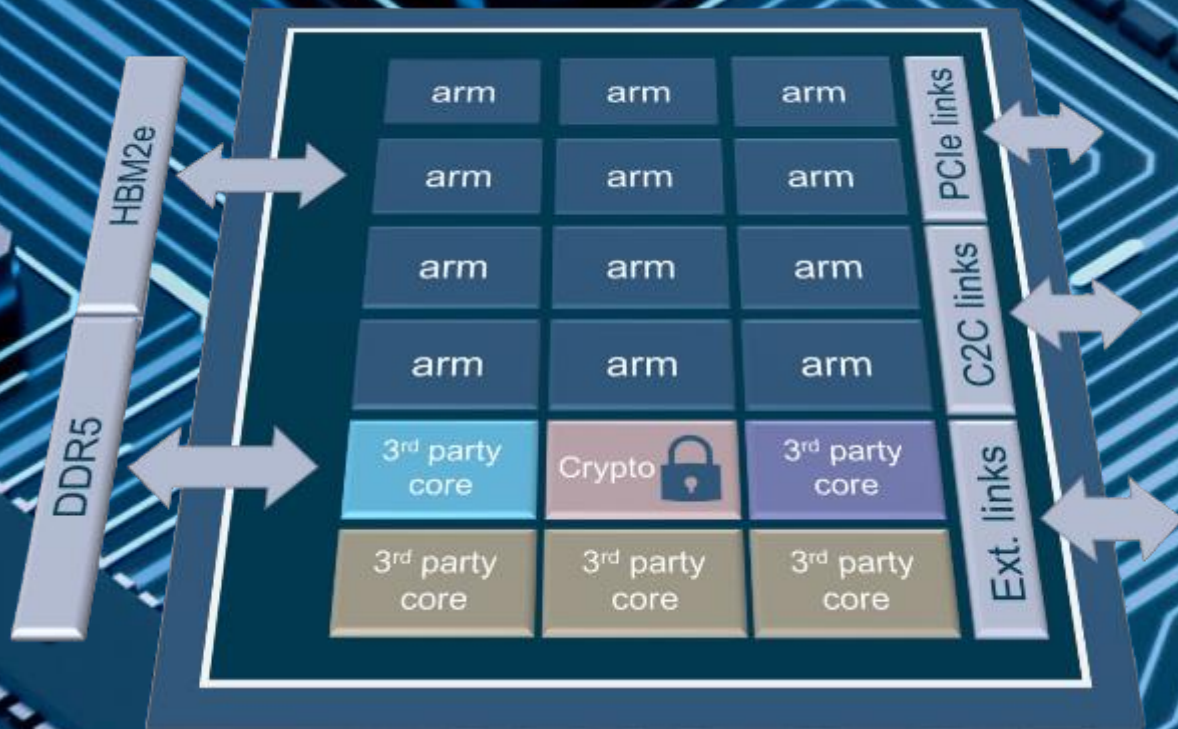 HBM2e
DDR5
arm arm arm
arm arm arm
arm arm arm
arm arm arm
3rd party
core
Crypto
3rd party
core
3rd party
core
3rd party
core
3rd party
core
PCIe links
C2C links
Ext. links